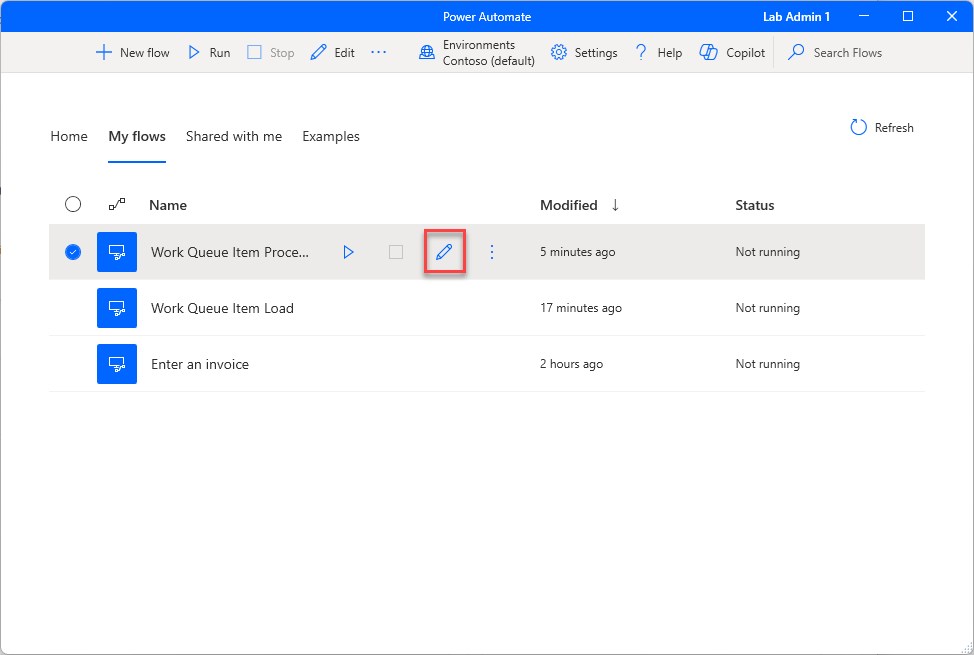 Power Automate
Lab Admin 1
New flow Run Stop Edit ··· Environments Contoso (default) Settings Help Copilot Search Flows
Home My flows Shared with me Examples
Refresh
Name Modified ↓ Status
Work Queue Item Proce... 5 minutes ago Not running
Work Queue Item Load 17 minutes ago Not running
Enter an invoice 2 hours ago Not running